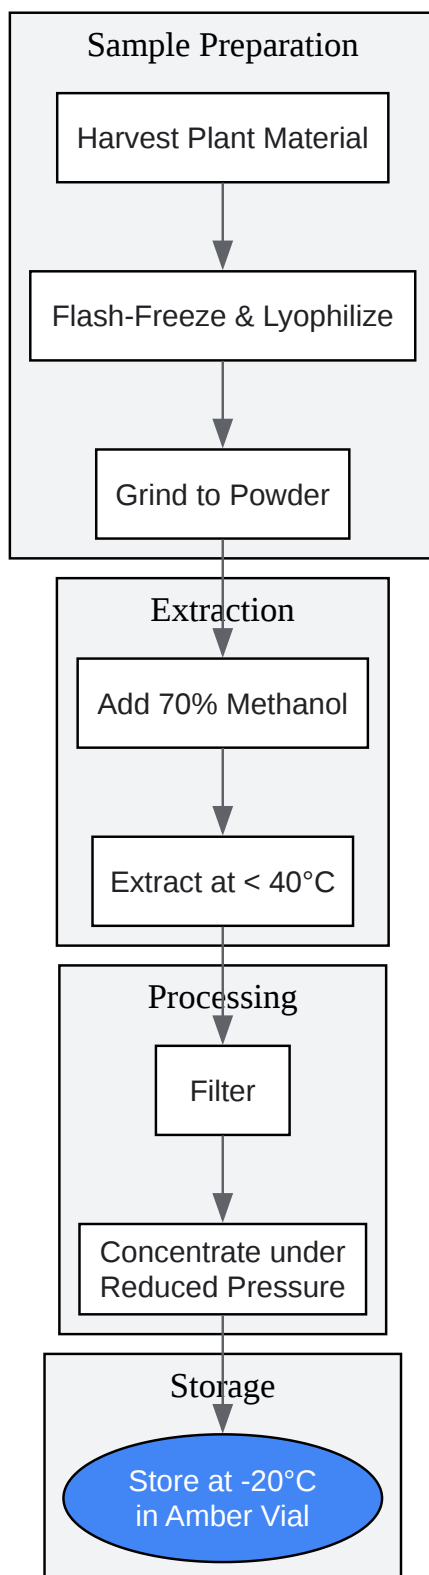 Sample Preparation
Harvest Plant Material
Flash-Freeze & Lyophilize
Grind to Powder
Extraction
Add 70% Methanol
Extract at < 40°C
Processing
Filter
Concentrate under
Reduced Pressure
Storage
Store at -20°C
in Amber Vial